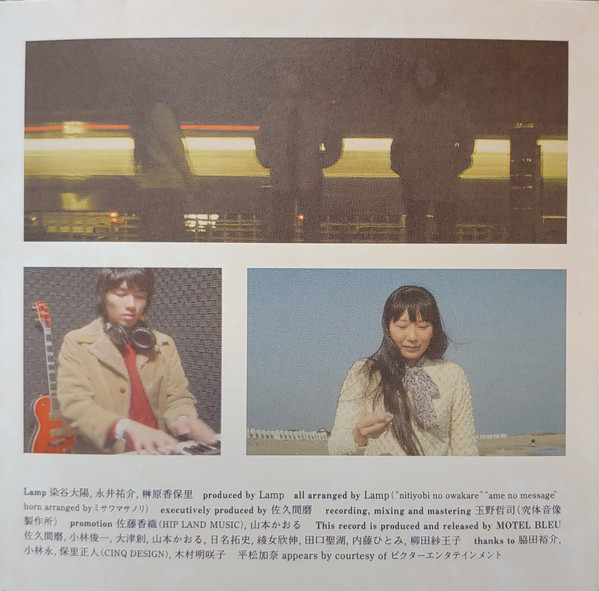 Lamp 染谷大陽, 永井祐介, 榊原香保里 produced by Lamp all arranged by Lamp ("nitiyobi no owakare" "ame no message"
horn arranged by ミサワマサノリ) executively produced by 佐久間磨 recording, mixing and mastering 玉野哲司 (究体音像
製作所) promotion 佐藤香織 (HIP LAND MUSIC), 山本かおる This record is produced and released by MOTEL BLEU
佐久間磨, 小林俊一, 大津創, 山本かおる, 日名拓史, 綾女欣伸, 田口聖湖, 内藤ひとみ, 柳田紗王子 thanks to 脇田裕介,
小林永, 保里正人 (CINQ DESIGN), 木村明咲子 平松加奈 appears by courtesy of ビクターエンタテインメント